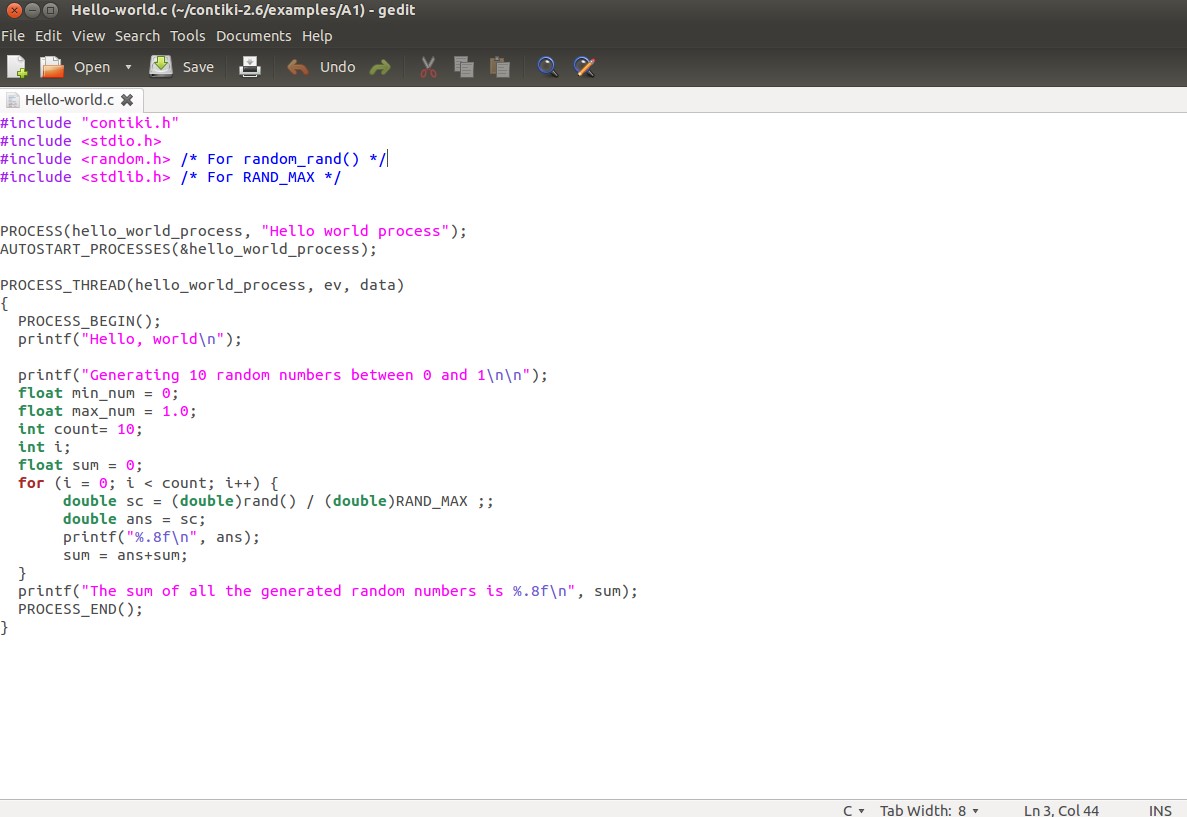 Hello-world.c (~/contiki-2.6/examples/A1) - gedit
File Edit View Search Tools Documents Help
Open Save Undo
Hello-world.c
#include "contiki.h"
#include <stdio.h>
#include <random.h> /* For random_rand() */
#include <stdlib.h> /* For RAND_MAX */
PROCESS(hello_world_process, "Hello world process");
AUTOSTART_PROCESSES(&hello_world_process);
PROCESS_THREAD(hello_world_process, ev, data)
{
  PROCESS_BEGIN();
  printf("Hello, world\n");
  printf("Generating 10 random numbers between 0 and 1\n\n");
  float min_num = 0;
  float max_num = 1.0;
  int count= 10;
  int i;
  float sum = 0;
  for (i = 0; i < count; i++) {
       double sc = (double)rand() / (double)RAND_MAX ;;
       double ans = sc;
       printf("%.8f\n", ans);
       sum = ans+sum;
  }
  printf("The sum of all the generated random numbers is %.8f\n", sum);
  PROCESS_END();
}
C Tab Width: 8 Ln 3, Col 44 INS